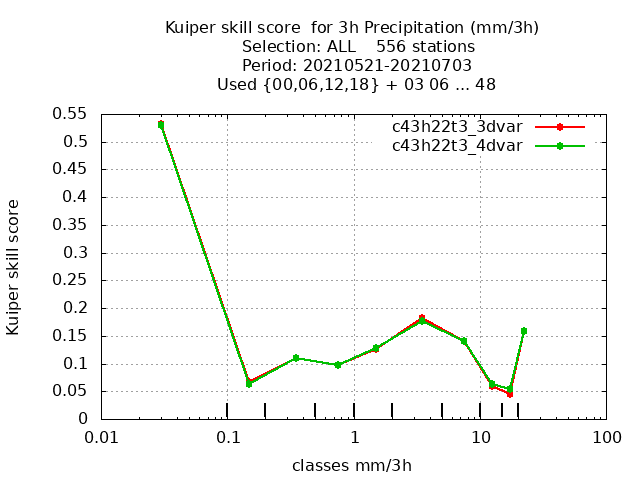 Kuiper skill score  for 3h Precipitation (mm/3h)
Selection: ALL    556 stations
Period: 20210521-20210703
Used {00,06,12,18} + 03 06 ... 48
c43h22t3_3dvar
c43h22t3_4dvar
Kuiper skill score
0.55
0.5
0.45
0.4
0.35
0.3
0.25
0.2
0.15
0.1
0.05
0
0.01 0.1 1 10 100
classes mm/3h